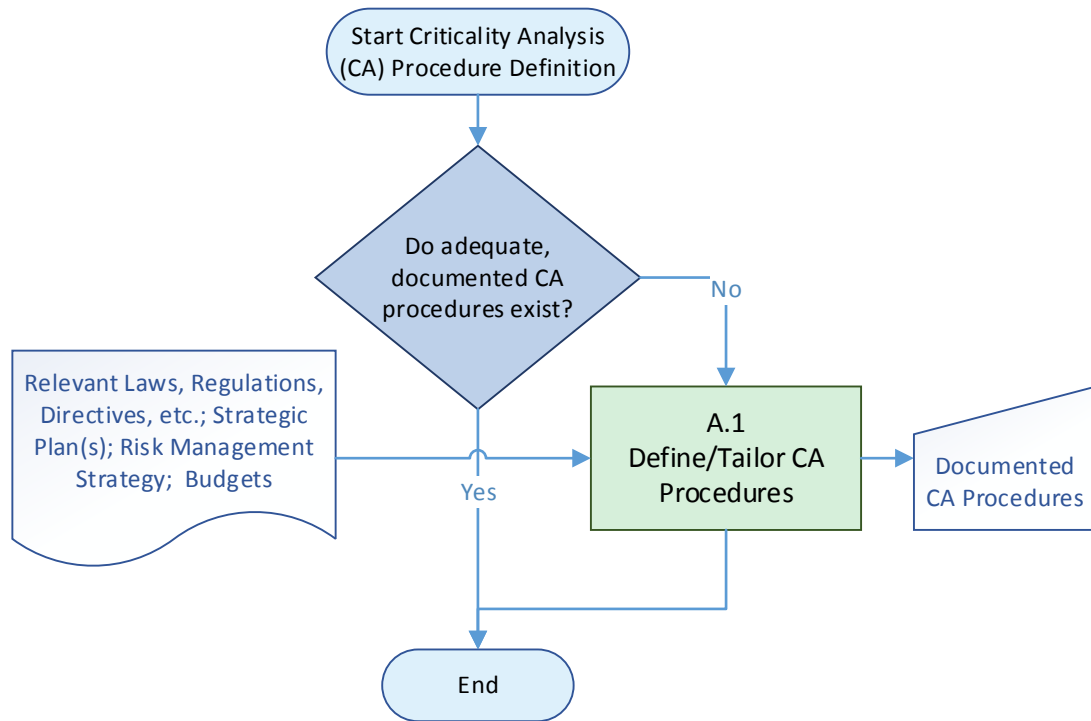 Start Criticality Analysis
(CA) Procedure Definition
Do adequate,
documented CA
procedures exist?
No
Relevant Laws, Regulations,
Directives, etc.; Strategic
Plan(s); Risk Management
Strategy;  Budgets
A.1
Define/Tailor CA
Procedures
Documented
CA Procedures
Yes
End